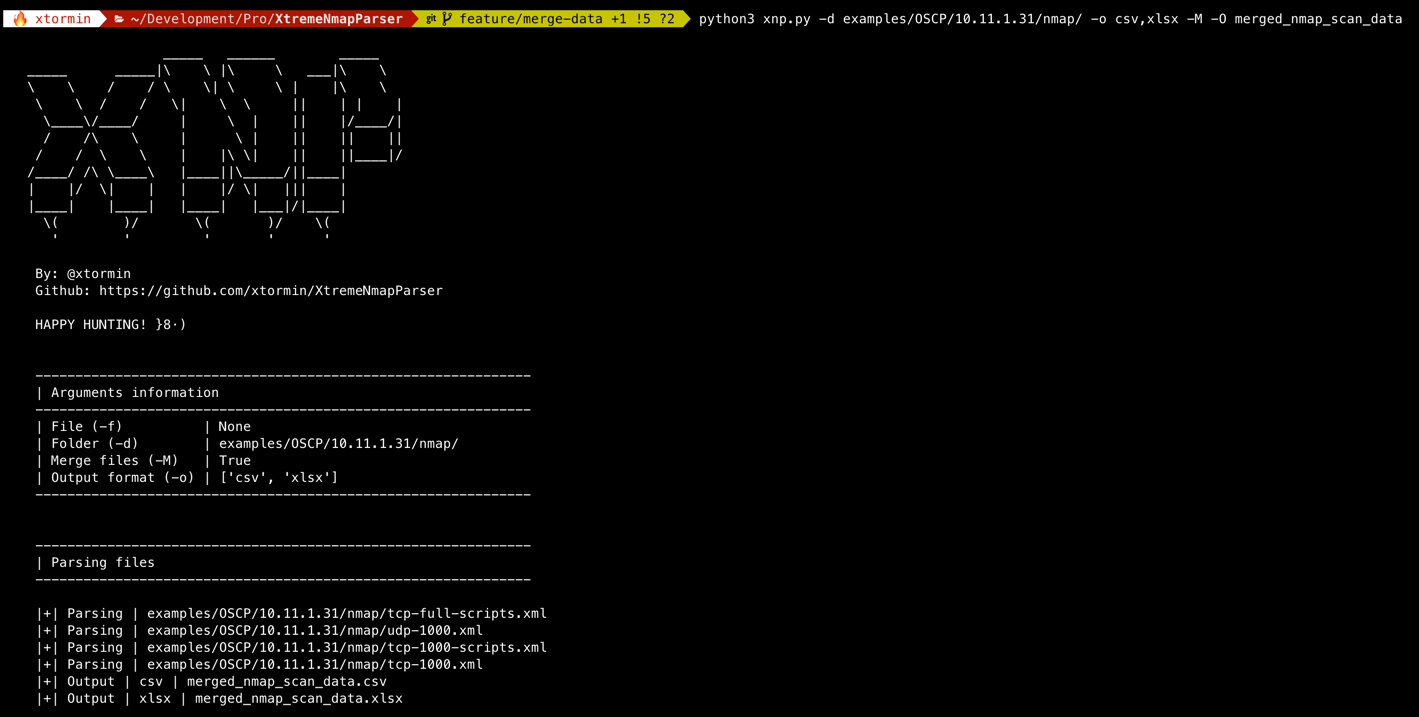 xtormin ~/Development/Pro/XtremeNmapParser git feature/merge-data +1 !5 ?2 python3 xnp.py -d examples/OSCP/10.11.1.31/nmap/ -o csv,xlsx -M -O merged_nmap_scan_data
By: @xtormin
Github: https://github.com/xtormin/XtremeNmapParser
HAPPY HUNTING! }8·)
------------------------------------------------------------
| Arguments information
------------------------------------------------------------
| File (-f)          | None
| Folder (-d)        | examples/OSCP/10.11.1.31/nmap/
| Merge files (-M)   | True
| Output format (-o) | ['csv', 'xlsx']
------------------------------------------------------------
------------------------------------------------------------
| Parsing files
------------------------------------------------------------
|+| Parsing | examples/OSCP/10.11.1.31/nmap/tcp-full-scripts.xml
|+| Parsing | examples/OSCP/10.11.1.31/nmap/udp-1000.xml
|+| Parsing | examples/OSCP/10.11.1.31/nmap/tcp-1000-scripts.xml
|+| Parsing | examples/OSCP/10.11.1.31/nmap/tcp-1000.xml
|+| Output | csv | merged_nmap_scan_data.csv
|+| Output | xlsx | merged_nmap_scan_data.xlsx